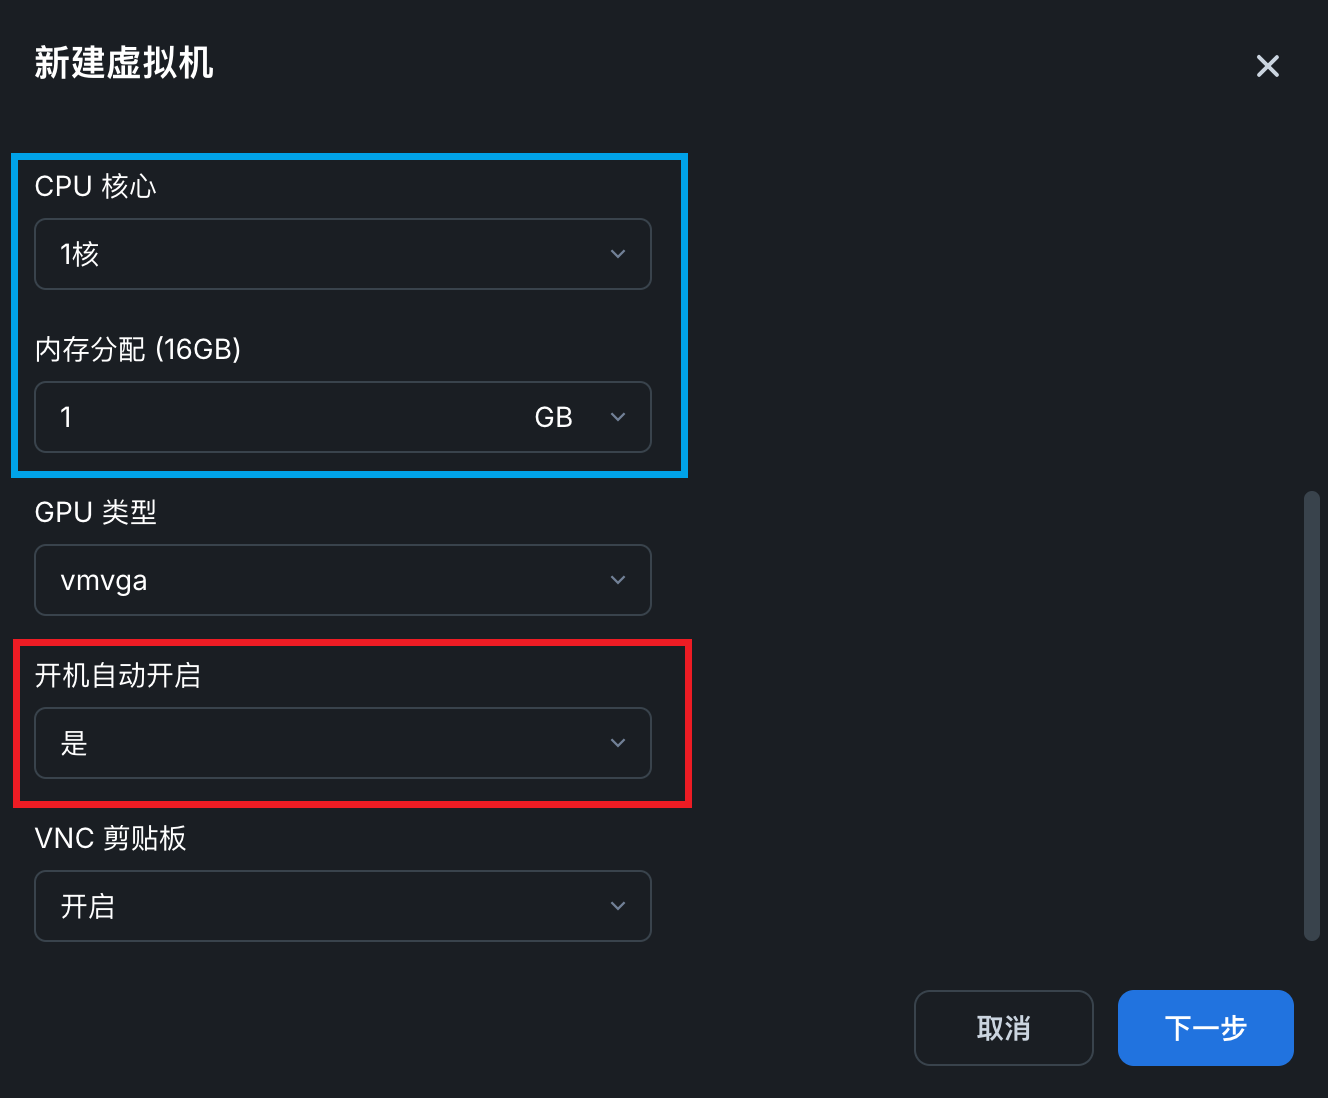 新建虚拟机
CPU 核心
1核
内存分配 (16GB)
1 GB
GPU 类型
vmvga
开机自动开启
是
VNC 剪贴板
开启
取消 下一步